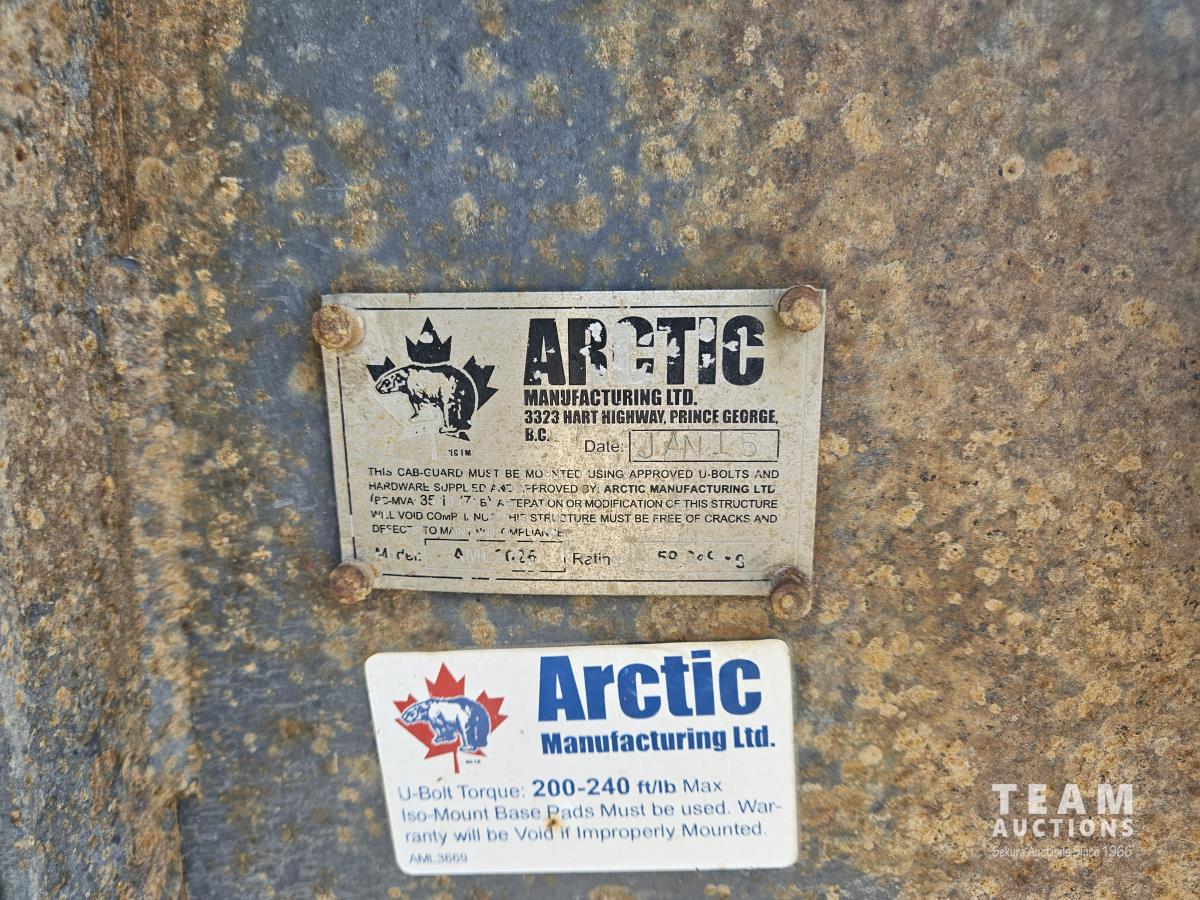 ARCTIC
MANUFACTURING LTD.
3323 HART HIGHWAY, PRINCE GEORGE,
B.C.
Date: JAN 15
THIS CAB-GUARD MUST BE MOUNTED USING APPROVED U-BOLTS AND
HARDWARE SUPPLIED AND APPROVED BY: ARCTIC MANUFACTURING LTD
ALTERATION OR MODIFICATION OF THIS STRUCTURE
WILL VOID THIS STRUCTURE MUST BE FREE OF CRACKS AND
TO COMPLIANCE
Model: Rating
Arctic
Manufacturing Ltd.
U-Bolt Torque: 200-240 ft/lb Max
Iso-Mount Base Pads Must be used. War-
ranty will be Void if Improperly Mounted.
AML3669
TEAM
AUCTIONS
Sekura Auctions Since 1966